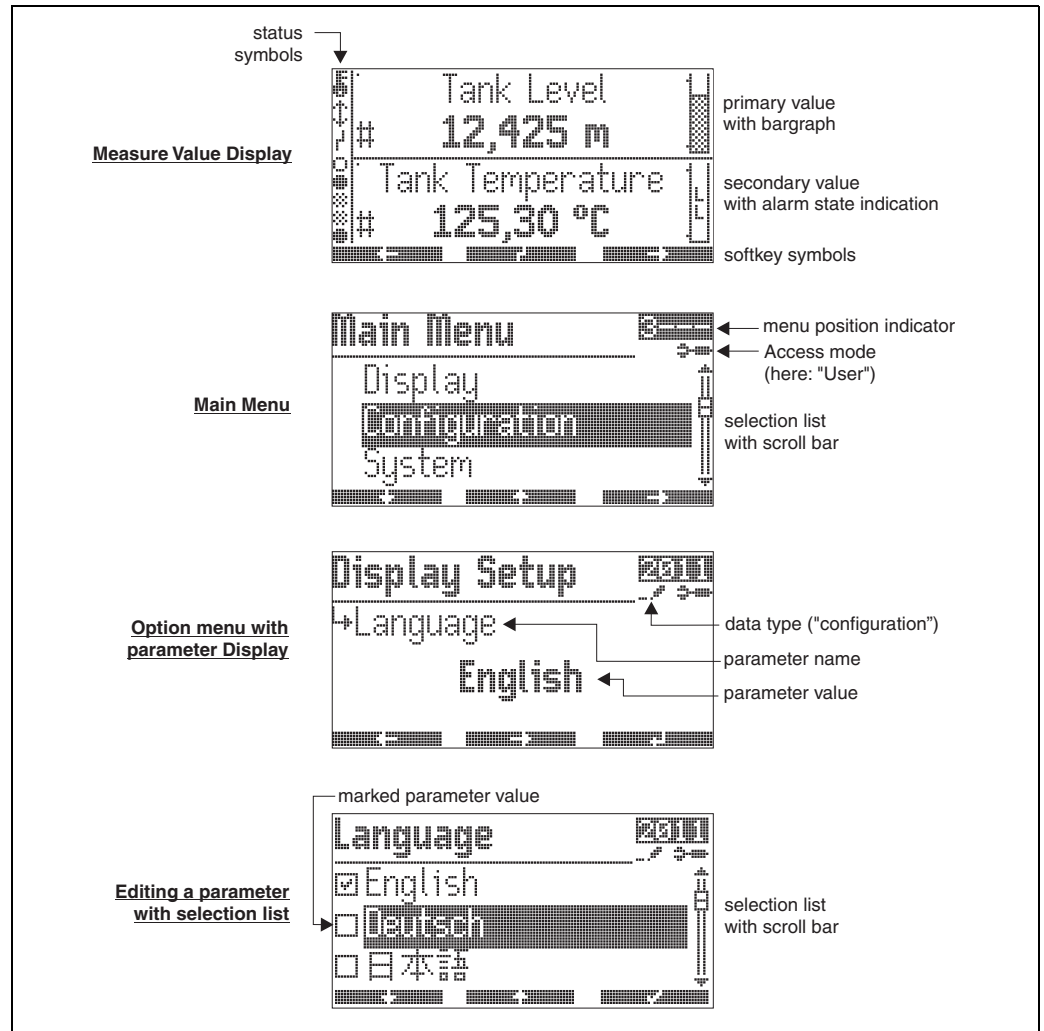 status
symbols
Measure Value Display
Tank Level
# 12,425 m
Tank Temperature
# 125,30 °C
primary value
with bargraph
secondary value
with alarm state indication
softkey symbols
Main Menu
Main Menu
3---
Display
Configuration
System
menu position indicator
Access mode
(here: "User")
selection list
with scroll bar
Option menu with
parameter Display
Display Setup
2011
Language
English
data type ("configuration")
parameter name
parameter value
marked parameter value
Editing a parameter
with selection list
Language
2011
English
Deutsch
日本語
selection list
with scroll bar